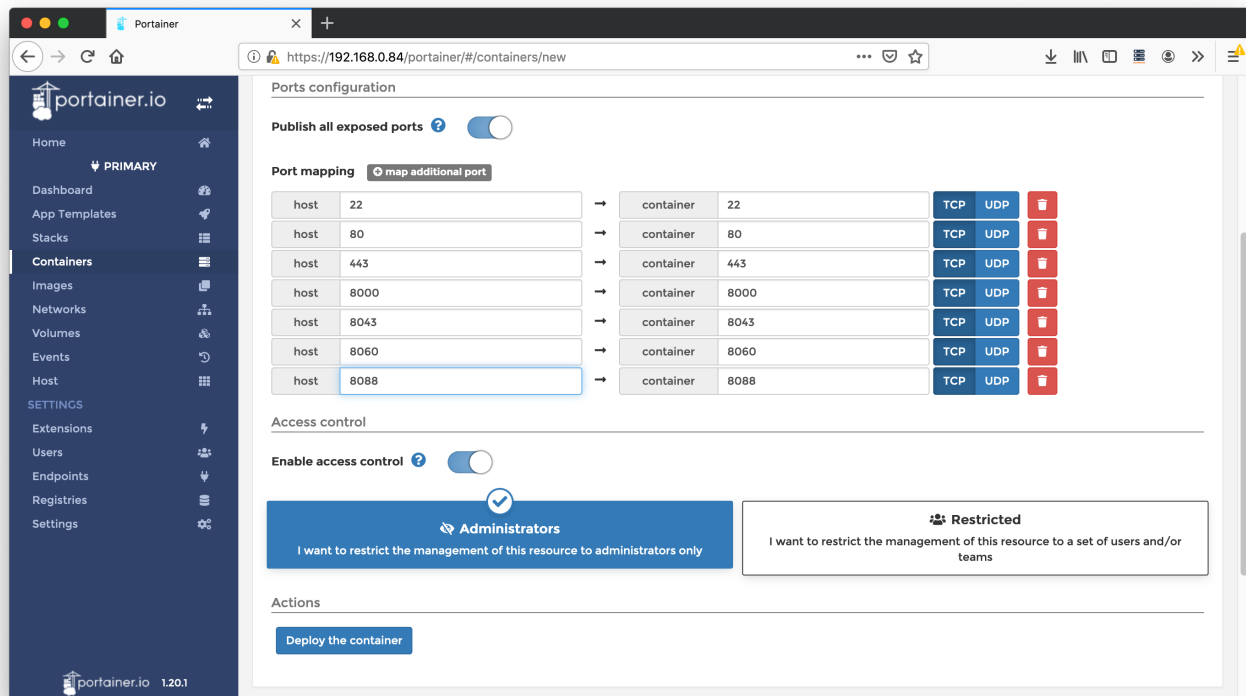 Portainer
https://192.168.0.84/portainer/#/containers/new
portainer.io
Home
PRIMARY
Dashboard
App Templates
Stacks
Containers
Images
Networks
Volumes
Events
Host
SETTINGS
Extensions
Users
Endpoints
Registries
Settings
portainer.io 1.20.1
Ports configuration
Publish all exposed ports
Port mapping map additional port
host 22 → container 22 TCP UDP
host 80 → container 80 TCP UDP
host 443 → container 443 TCP UDP
host 8000 → container 8000 TCP UDP
host 8043 → container 8043 TCP UDP
host 8060 → container 8060 TCP UDP
host 8088 → container 8088 TCP UDP
Access control
Enable access control
Administrators
I want to restrict the management of this resource to administrators only
Restricted
I want to restrict the management of this resource to a set of users and/or
teams
Actions
Deploy the container